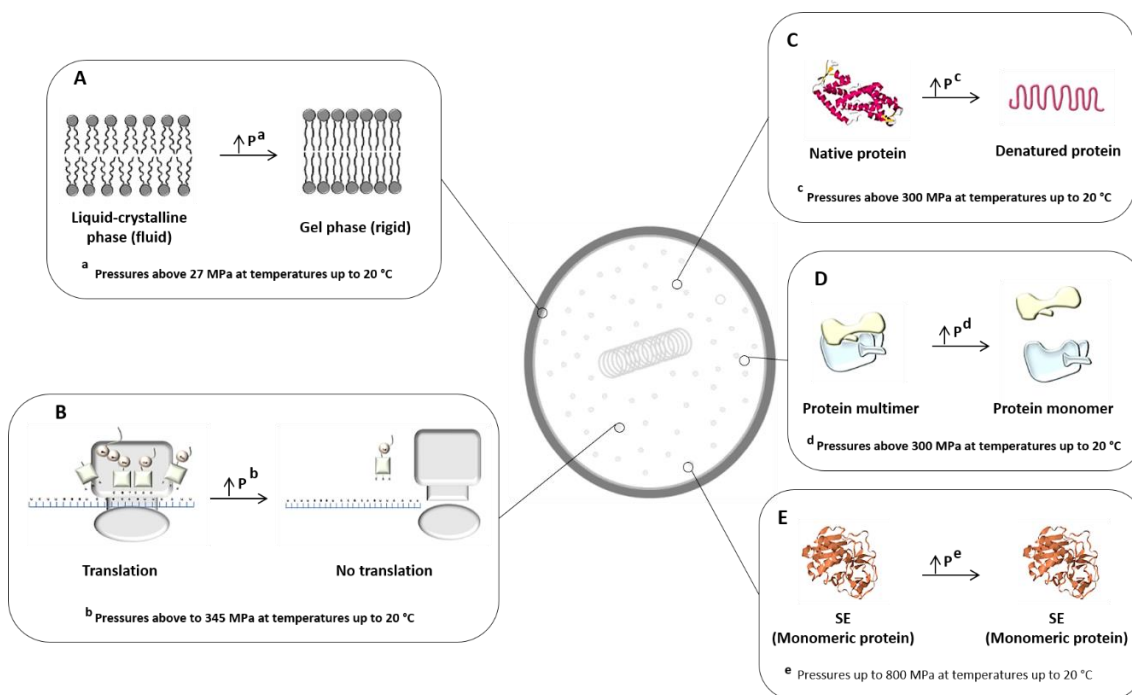 A
↑ P a
Liquid-crystalline
phase (fluid)
Gel phase (rigid)
a Pressures above 27 MPa at temperatures up to 20 °C
B
↑ P b
Translation
No translation
b Pressures above to 345 MPa at temperatures up to 20 °C
C
↑ P c
Native protein
Denatured protein
c Pressures above 300 MPa at temperatures up to 20 °C
D
↑ P d
Protein multimer
Protein monomer
d Pressures above 300 MPa at temperatures up to 20 °C
E
↑ P e
SE
(Monomeric protein)
SE
(Monomeric protein)
e Pressures up to 800 MPa at temperatures up to 20 °C